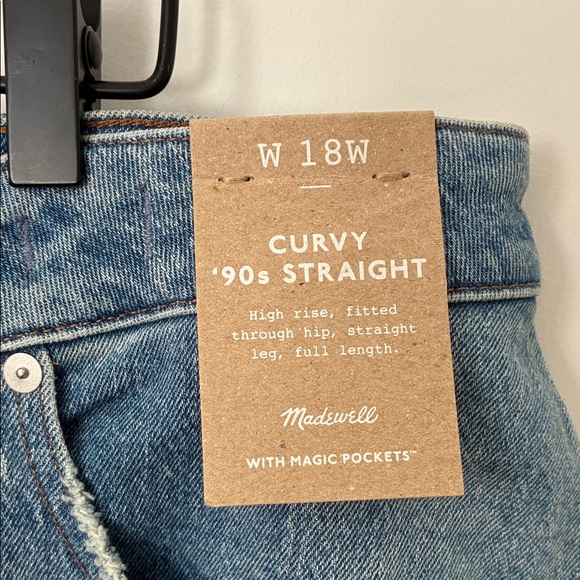 W 18W
CURVY
‘90s STRAIGHT
High rise, fitted
through hip, straight
leg, full length.
Madewell
WITH MAGIC POCKETS™